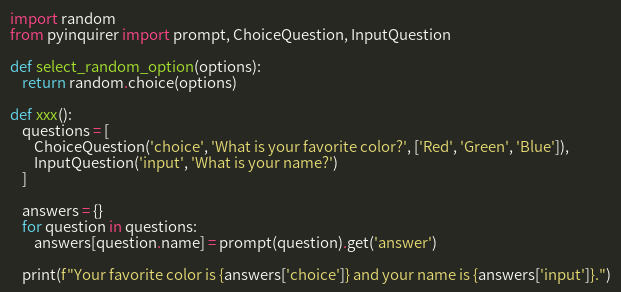 import random
from pyinquirer import prompt, ChoiceQuestion, InputQuestion

def select_random_option(options):
    return random.choice(options)

def xxx():
    questions = [
        ChoiceQuestion('choice', 'What is your favorite color?', ['Red', 'Green', 'Blue']),
        InputQuestion('input', 'What is your name?')
    ]

    answers = {}
    for question in questions:
        answers[question.name] = prompt(question).get('answer')

    print(f"Your favorite color is {answers['choice']} and your name is {answers['input']}.")